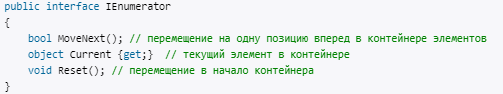 public interface IEnumerator
{
    bool MoveNext(); // перемещение на одну позицию вперед в контейнере элементов
    object Current {get;}  // текущий элемент в контейнере
    void Reset(); // перемещение в начало контейнера
}